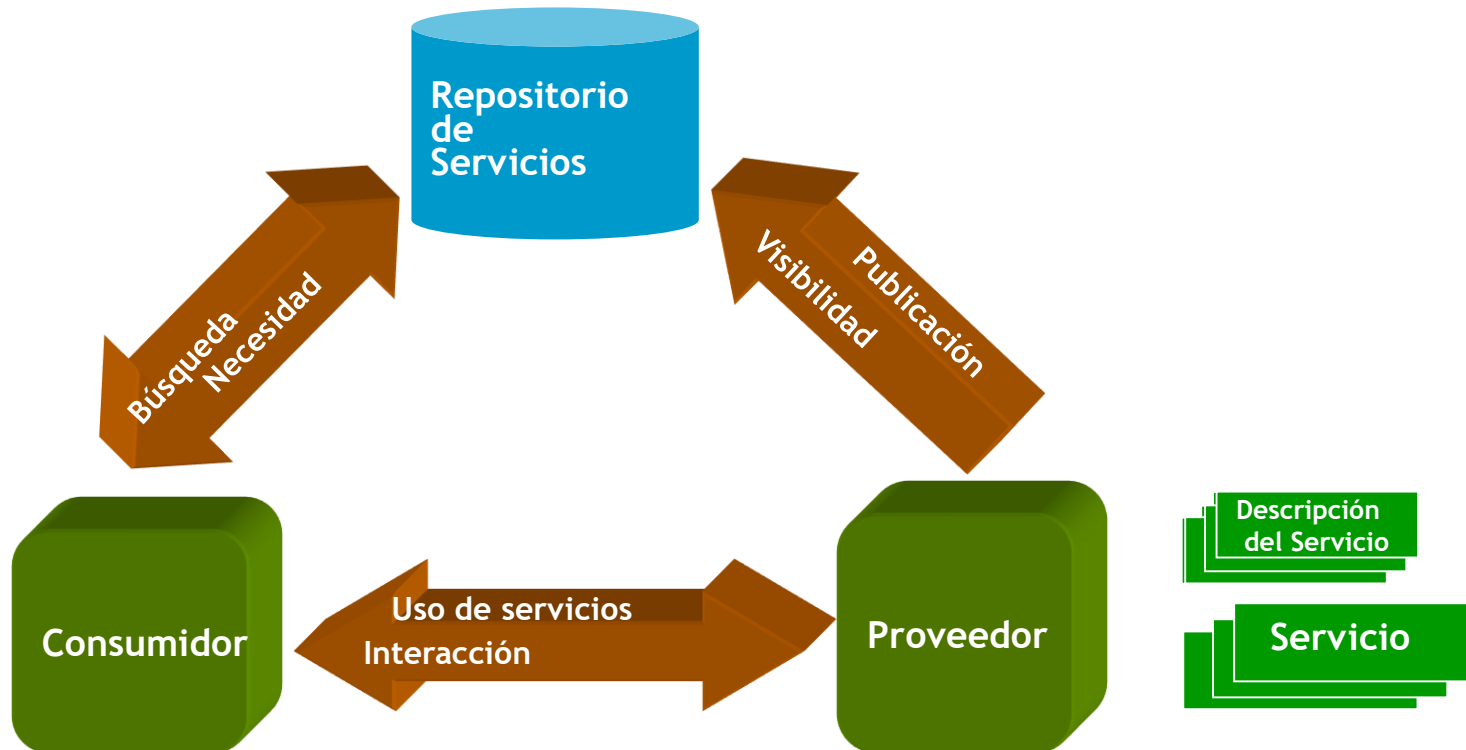 Repositorio
de
Servicios
Búsqueda
Necesidad
Publicación
Visibilidad
Descripción
del Servicio
Uso de servicios
Interacción
Consumidor
Proveedor
Servicio